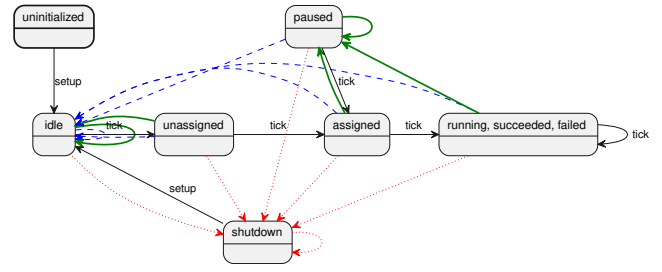 uninitialized
paused
setup
tick
idle
tick
unassigned
tick
assigned
tick
running, succeeded, failed
tick
setup
shutdown